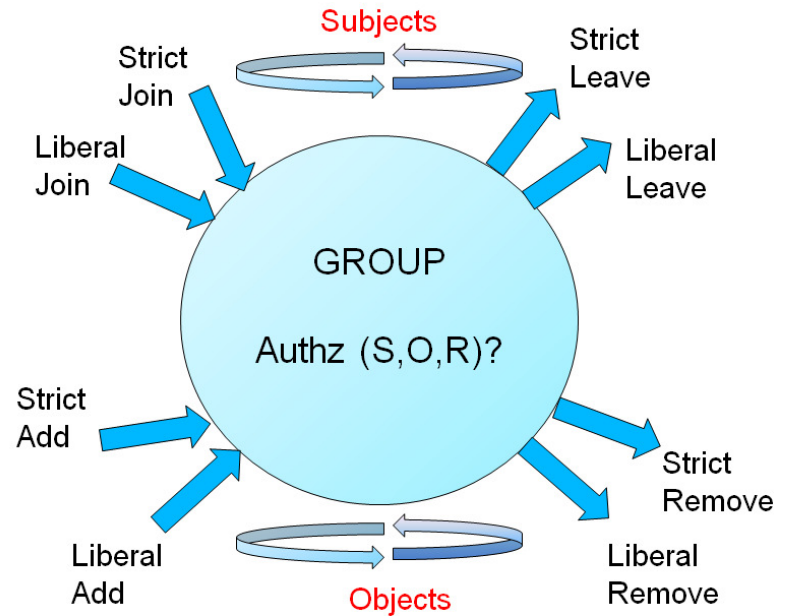 Subjects
Strict
Join
Strict
Leave
Liberal
Join
Liberal
Leave
GROUP
Authz (S,O,R)?
Strict
Add
Strict
Remove
Liberal
Add
Liberal
Remove
Objects